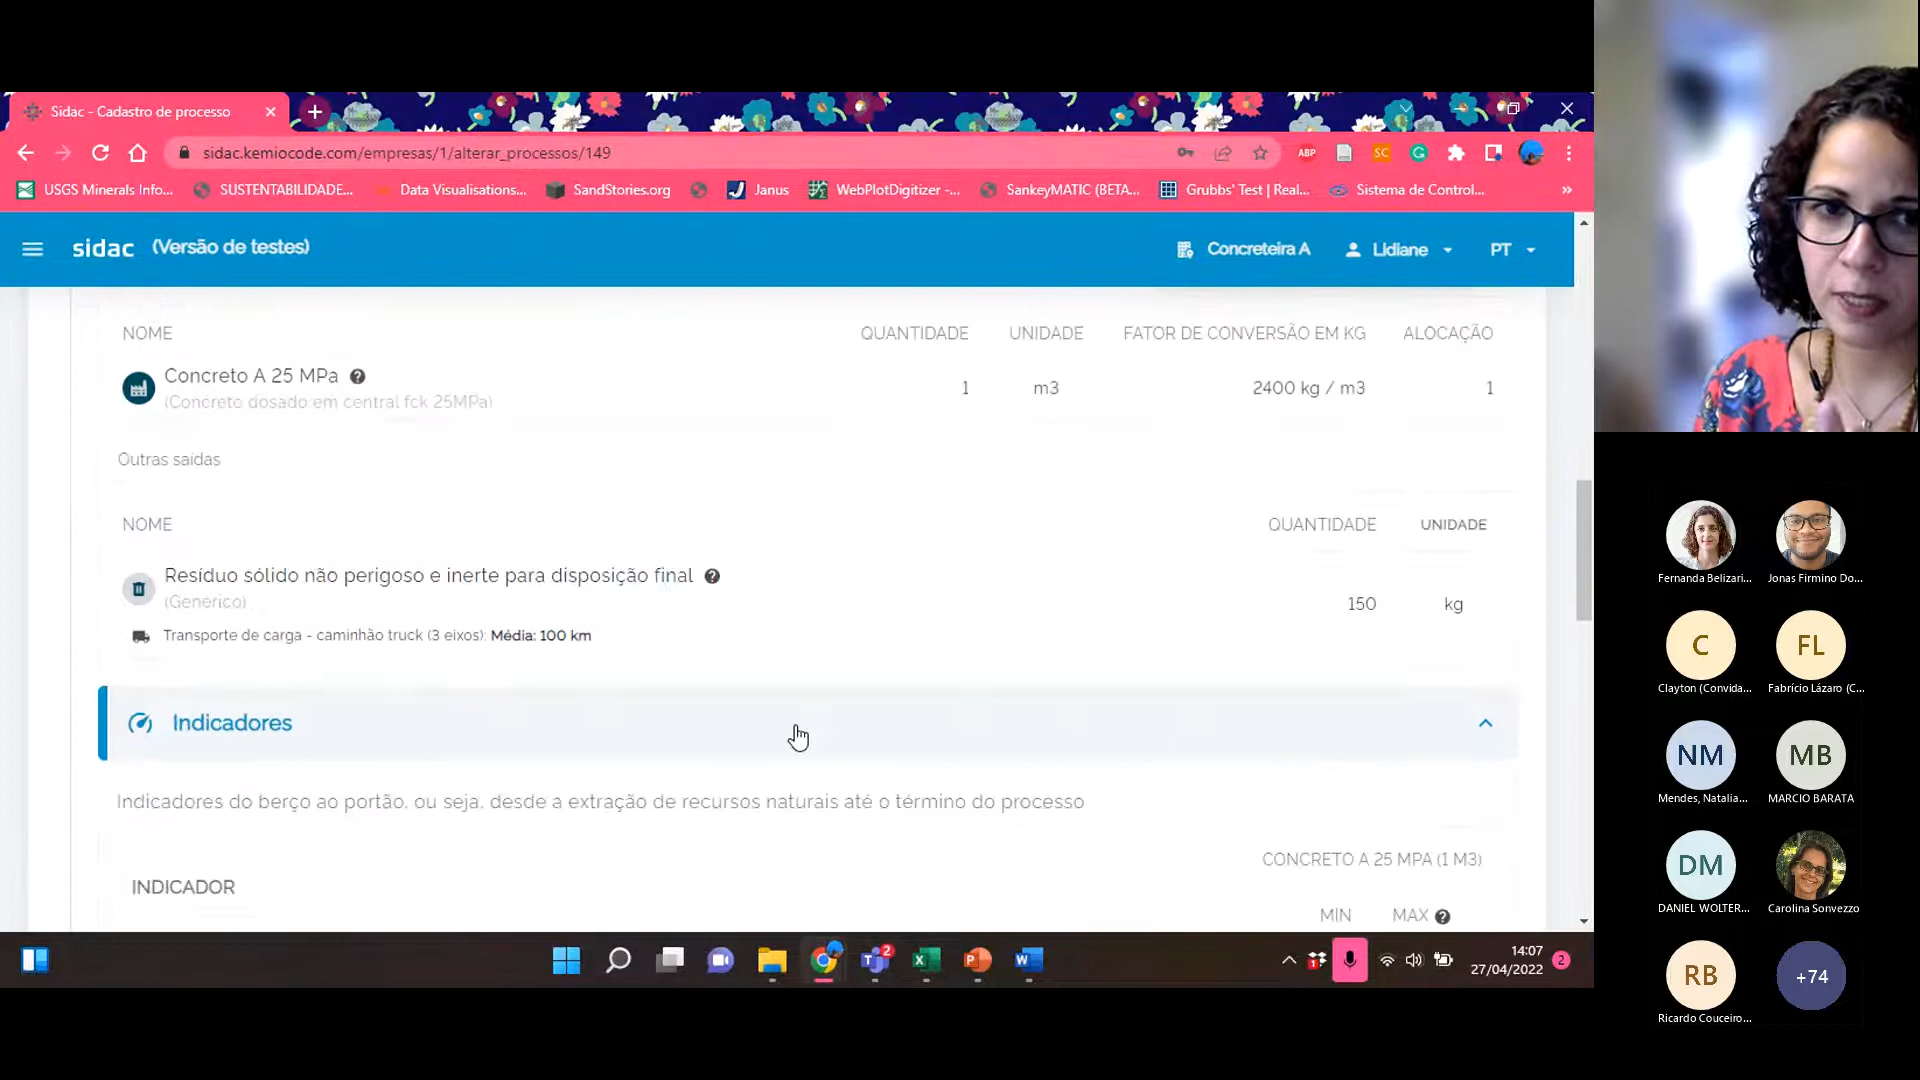 Sidac - Cadastro de processo
sidac.kemiocode.com/empresas/1/alterar_processos/149
ABP
SC
USGS Minerals Info...
SUSTENTABILIDADE...
Data Visualisations...
SandStories.org
Janus
WebPlotDigitizer -...
SankeyMATIC (BETA...
Grubbs' Test | Real...
Sistema de Control...
»
sidac (Versão de testes)
Concreteira A
Lidiane
PT
NOME QUANTIDADE UNIDADE FATOR DE CONVERSÃO EM KG ALOCAÇÃO
Concreto A 25 MPa ?
(Concreto dosado em central fck 25MPa)
1 m3 2400 kg / m3 1
Outras saídas
NOME QUANTIDADE UNIDADE
Resíduo sólido não perigoso e inerte para disposição final ?
(Generico)
150 kg
Transporte de carga - caminhão truck (3 eixos): Média: 100 km
Indicadores
Indicadores do berço ao portão, ou seja, desde a extração de recursos naturais até o término do processo
CONCRETO A 25 MPA (1 M3)
INDICADOR
MIN MAX ?
14:07
27/04/2022
2
Fernanda Belizari...
Jonas Firmino Do...
C
Clayton (Convida...
FL
Fabrício Lázaro (C...
NM
Mendes, Natalia...
MB
MARCIO BARATA
DM
DANIEL WOLTER...
Carolina Sonvezzo
RB
Ricardo Couceiro...
+74